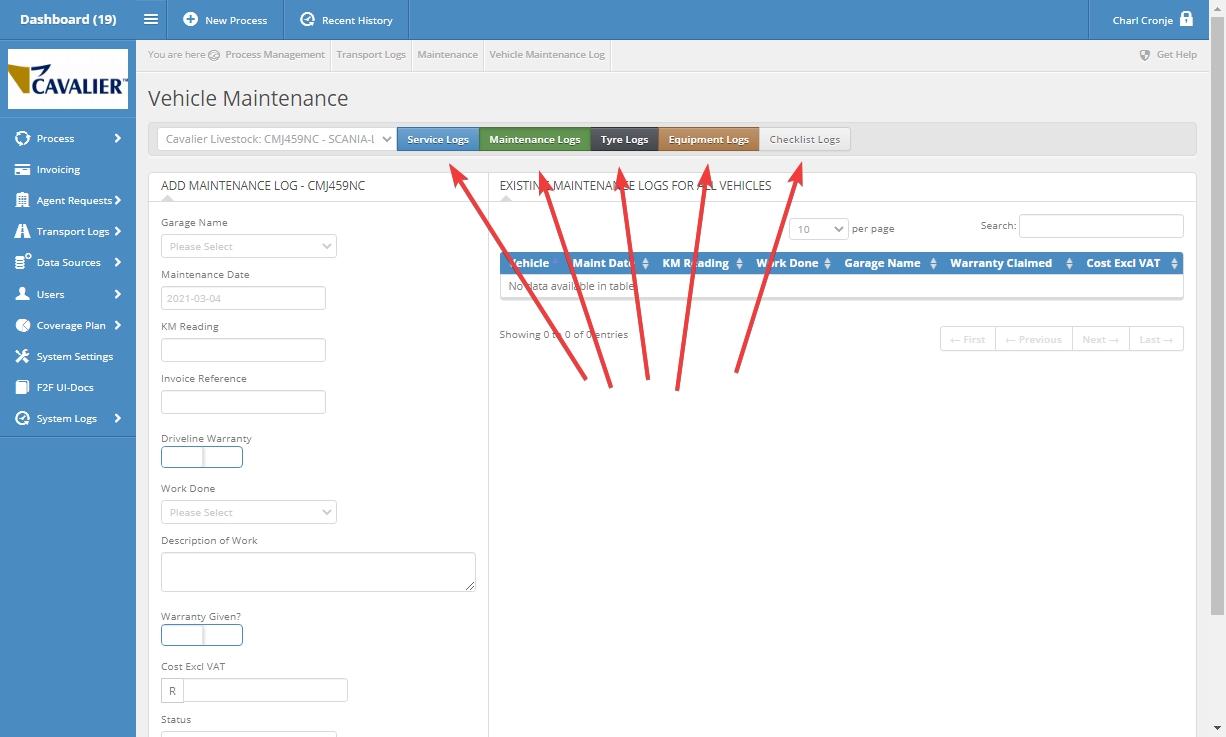 Dashboard (19)
New Process
Recent History
Charl Cronje
CAVALIER™
Process
Invoicing
Agent Requests
Transport Logs
Data Sources
Users
Coverage Plan
System Settings
F2F UI-Docs
System Logs
You are here Process Management Transport Logs Maintenance Vehicle Maintenance Log
Get Help
Vehicle Maintenance
Cavalier Livestock: CMJ459NC - SCANIA-L
Service Logs
Maintenance Logs
Tyre Logs
Equipment Logs
Checklist Logs
ADD MAINTENANCE LOG - CMJ459NC
Garage Name
Please Select
Maintenance Date
2021-03-04
KM Reading
Invoice Reference
Driveline Warranty
Work Done
Please Select
Description of Work
Warranty Given?
Cost Excl VAT
R
Status
EXISTING MAINTENANCE LOGS FOR ALL VEHICLES
10 per page
Search:
Vehicle Maint Date KM Reading Work Done Garage Name Warranty Claimed Cost Excl VAT
No data available in table
Showing 0 to 0 of 0 entries
← First ← Previous Next → Last →